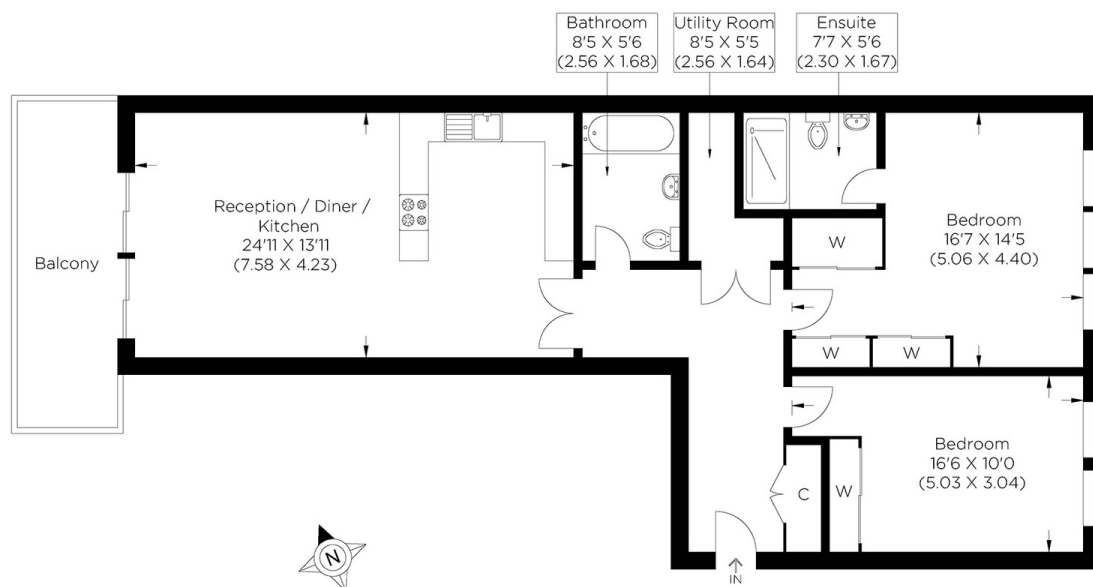 Bathroom
8'5 X 5'6
(2.56 X 1.68)
Utility Room
8'5 X 5'5
(2.56 X 1.64)
Ensuite
7'7 X 5'6
(2.30 X 1.67)
Reception / Diner /
Kitchen
24'11 X 13'11
(7.58 X 4.23)
Balcony
Bedroom
16'7 X 14'5
(5.06 X 4.40)
W
W
W
Bedroom
16'6 X 10'0
(5.03 X 3.04)
C
W
N
IN